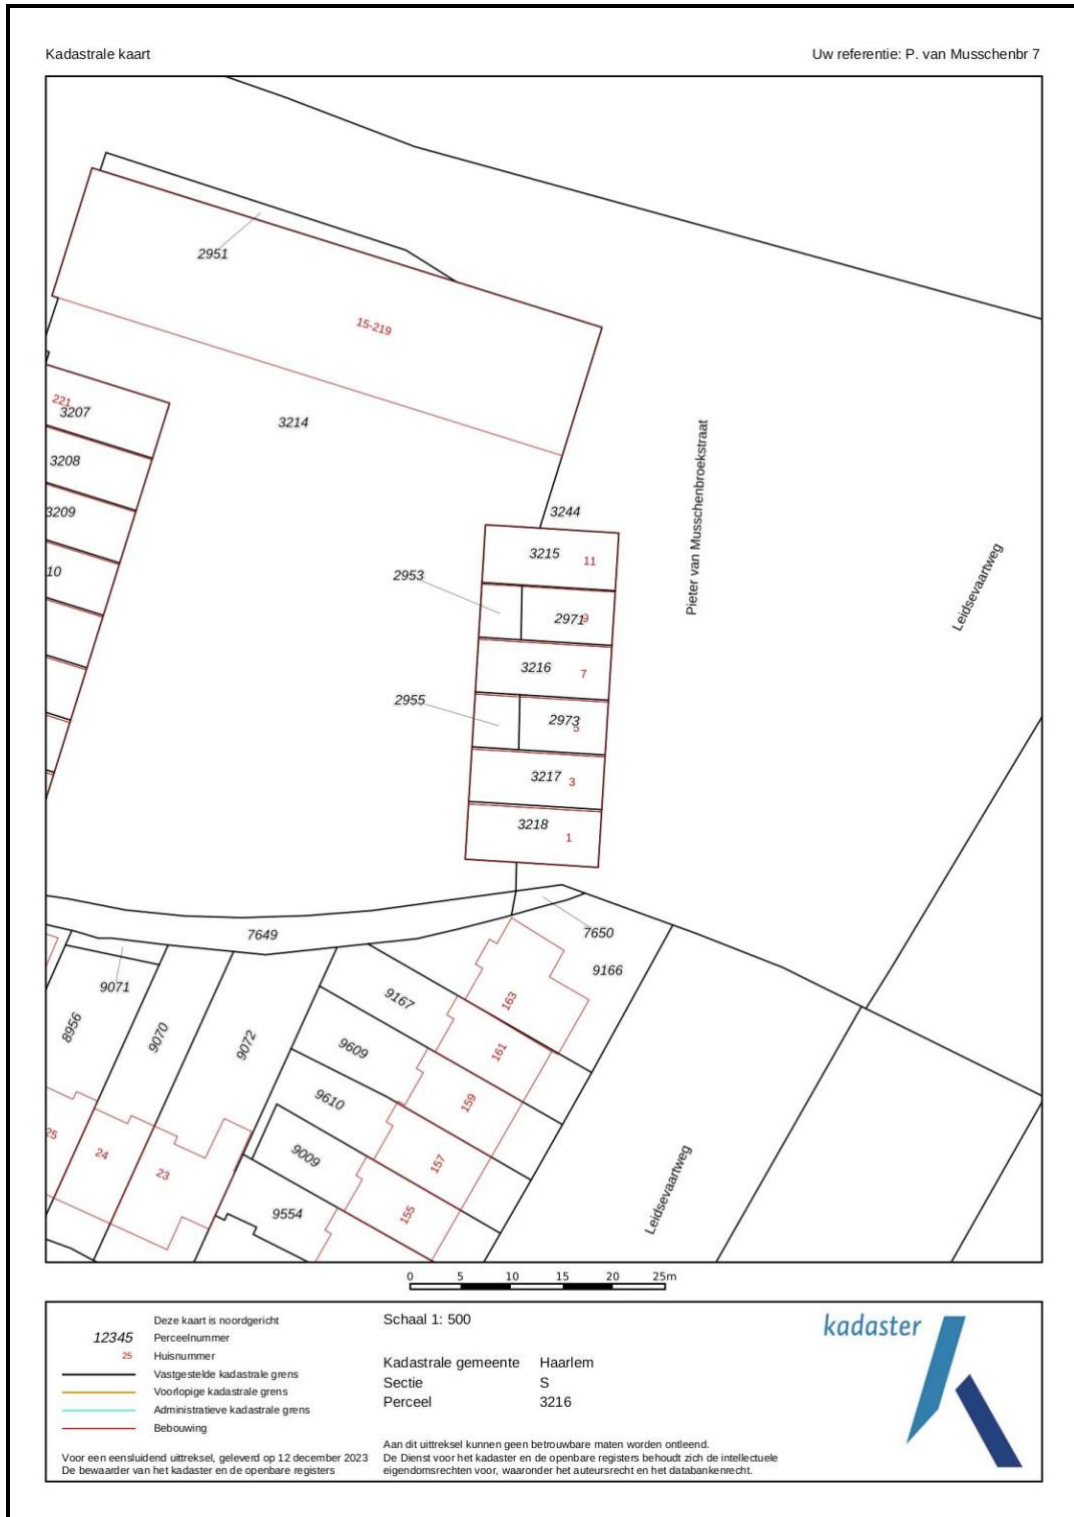 Kadastrale kaart
Uw referentie: P. van Musschenbr 7
2951
15-219
221
3207
3214
3208
3209
10
3244
3215
11
2953
2971
9
3216
7
2955
2973
5
3217
3
3218
1
Pieter van Musschenbroekstraat
Leidsevaartweg
7649
7650
9166
9071
8956
9070
9072
9167
163
161
9609
159
9610
157
9009
155
9554
25
24
23
Leidsevaartweg
0 5 10 15 20 25m
Deze kaart is noordgericht
12345 Perceelnummer
25 Huisnummer
Vastgestelde kadastrale grens
Voorlopige kadastrale grens
Administratieve kadastrale grens
Bebouwing
Voor een eensluidend uittreksel, geleverd op 12 december 2023
De bewaarder van het kadaster en de openbare registers
Schaal 1: 500
Kadastrale gemeente Haarlem
Sectie S
Perceel 3216
Aan dit uittreksel kunnen geen betrouwbare maten worden ontleend.
De Dienst voor het kadaster en de openbare registers behoudt zich de intellectuele
eigendomsrechten voor, waaronder het auteursrecht en het databankenrecht.
kadaster